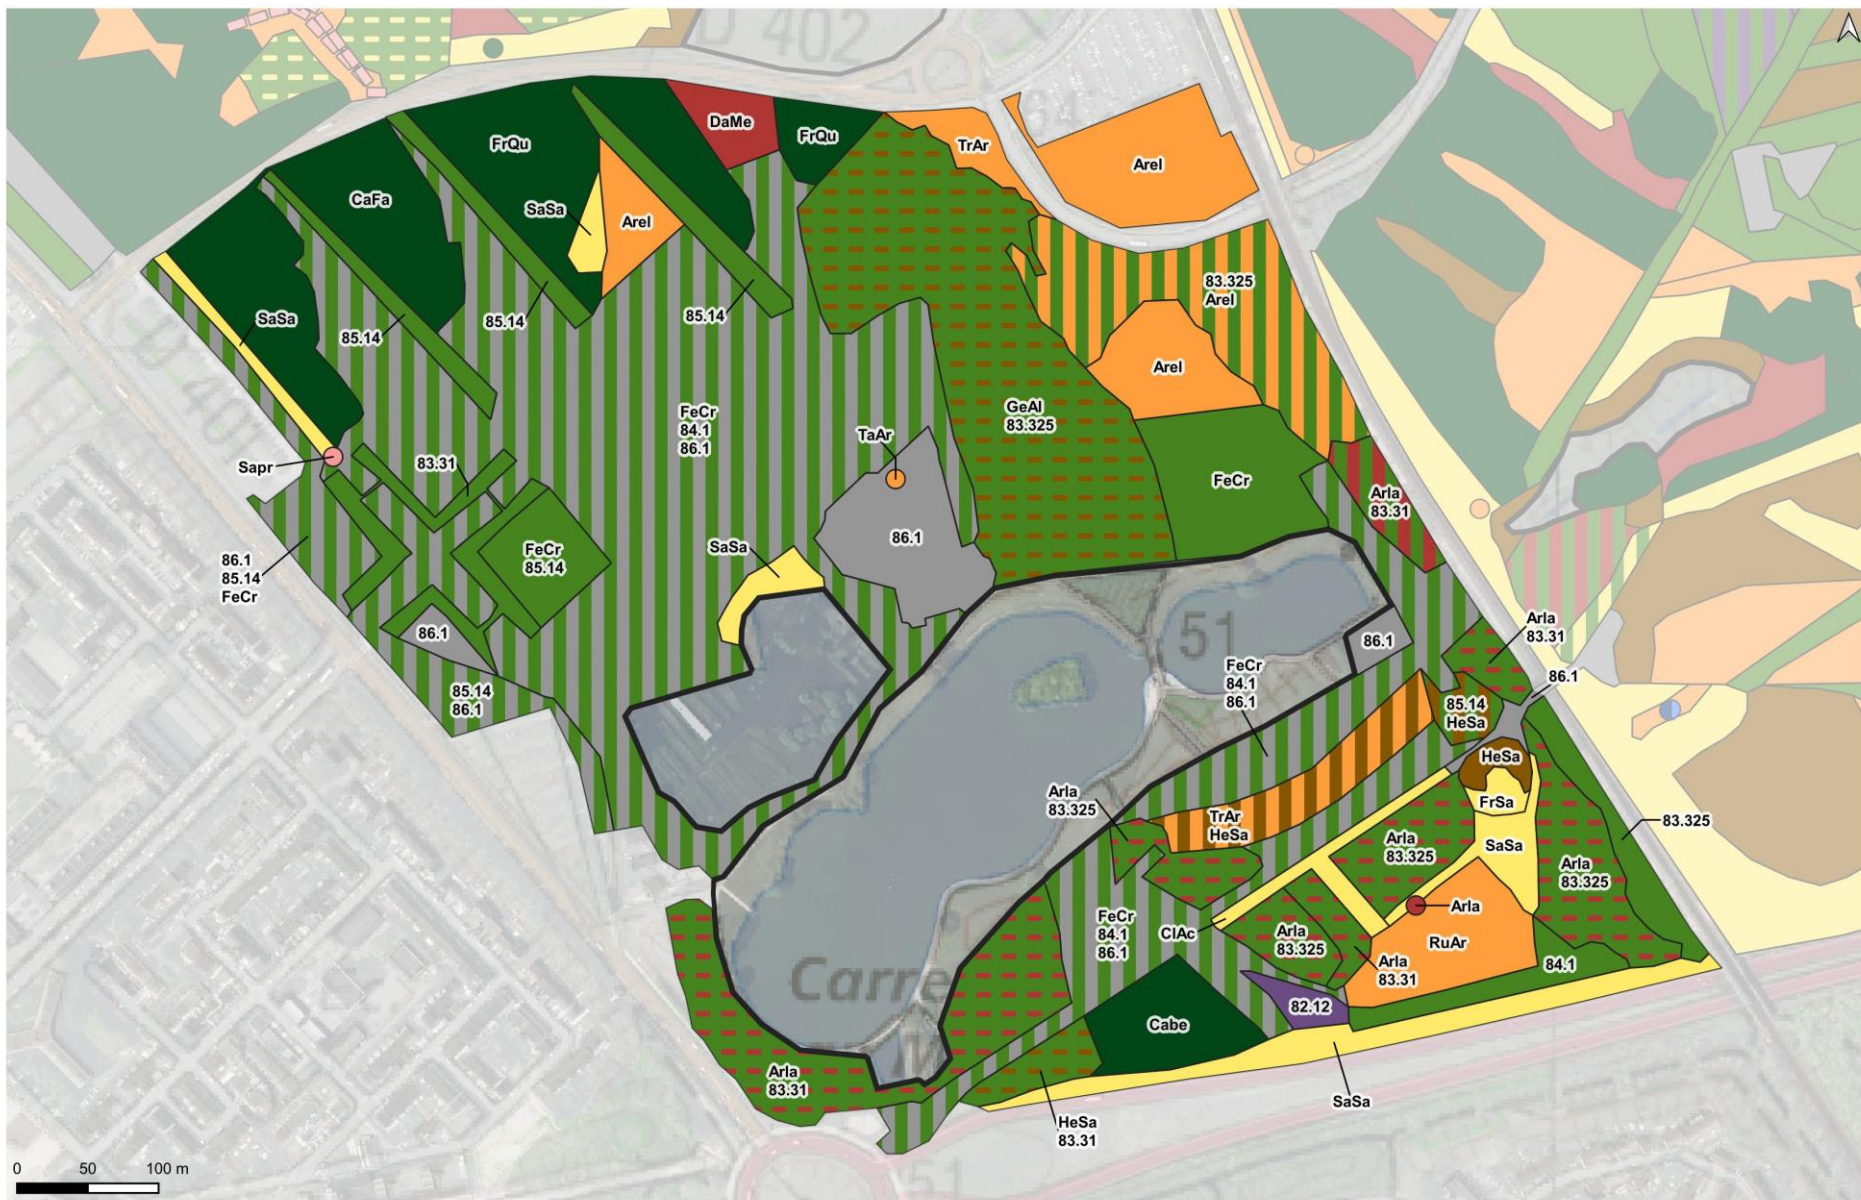 D 402
84
DaMe
FrQu
FrQu
TrAr
Arel
CaFa
SaSa
Arel
83.325
Arel
SaSa
85.14
85.14
85.14
Arel
FeCr
84.1
86.1
GeAl
83.325
TaAr
Sapr
83.31
FeCr
Arla
83.31
86.1
SaSa
FeCr
85.14
86.1
85.14
FeCr
86.1
51
86.1
Arla
83.31
FeCr
84.1
86.1
86.1
85.14
86.1
85.14
HeSa
HeSa
Arla
83.325
FrSa
TrAr
HeSa
83.325
Arla
83.325
SaSa
Arla
83.325
Arla
FeCr
84.1
86.1
ClAc
Arla
83.325
RuAr
Arla
83.31
84.1
Carre
82.12
Cabe
Arla
83.31
SaSa
HeSa
83.31
51
0 50 100 m